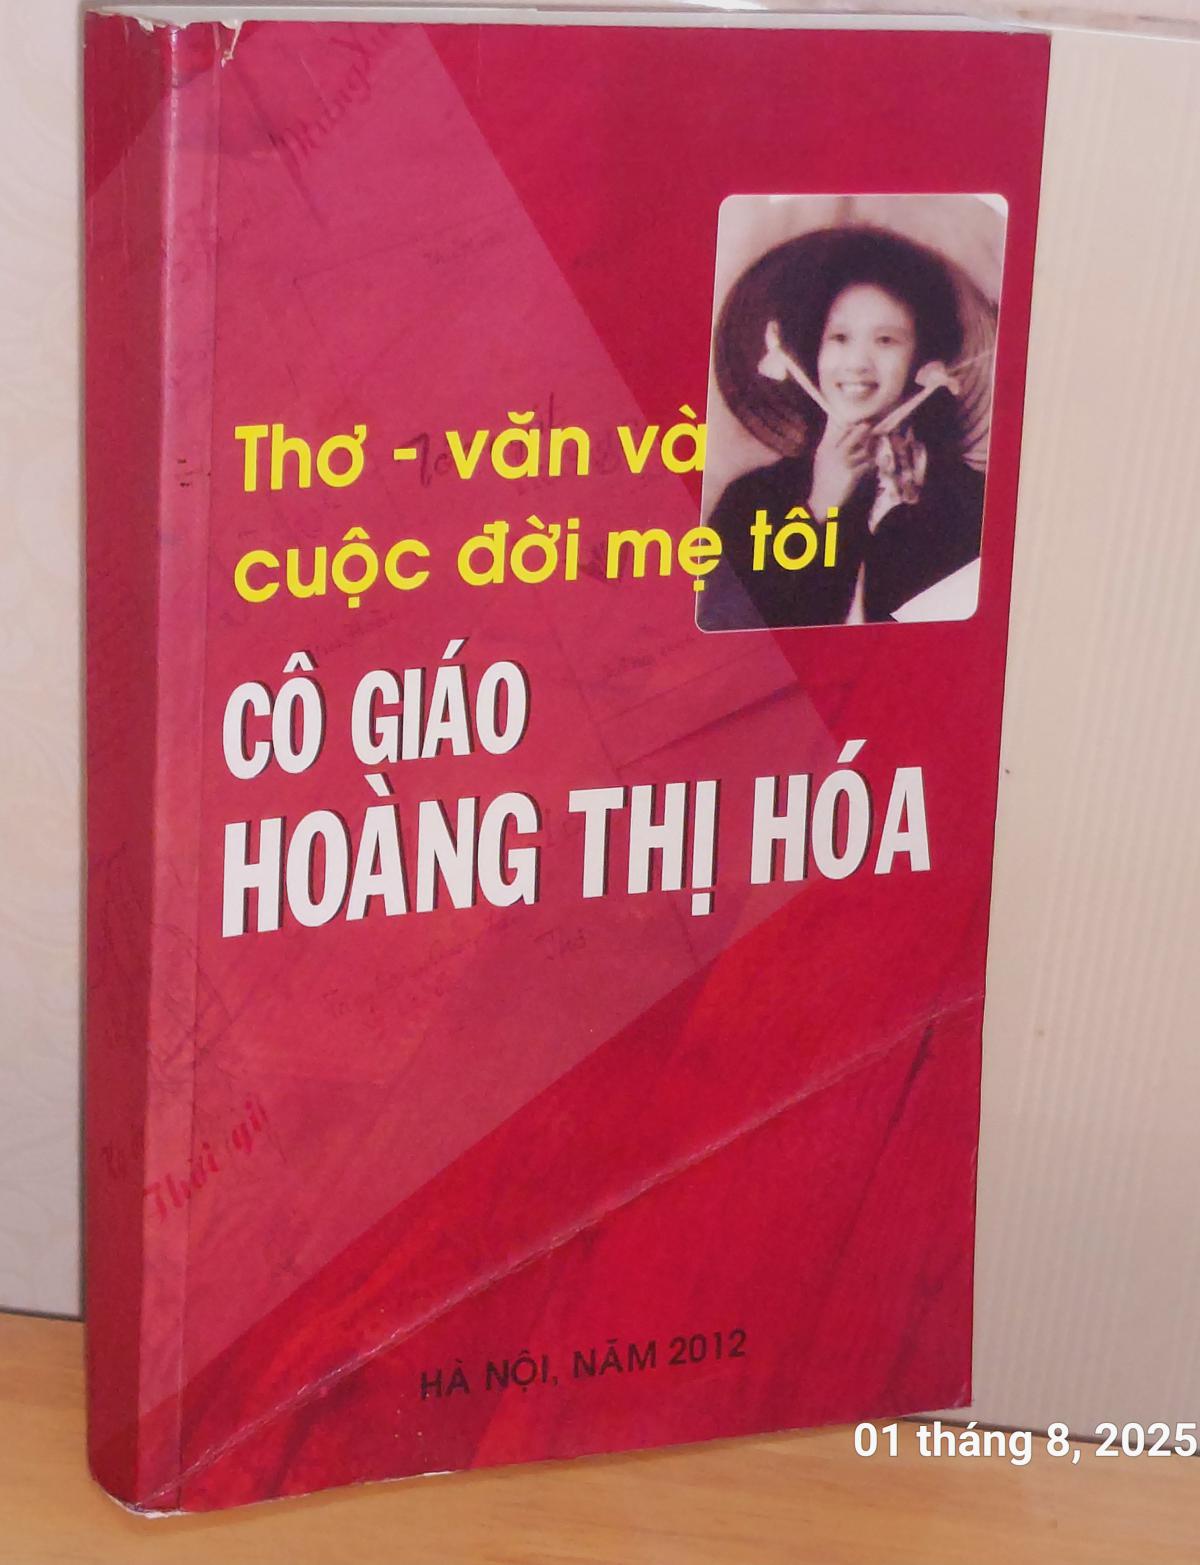 Thơ - văn và
cuộc đời mẹ tôi
CÔ GIÁO
HOÀNG THỊ HÓA
HÀ NỘI, NĂM 2012
01 tháng 8, 2025